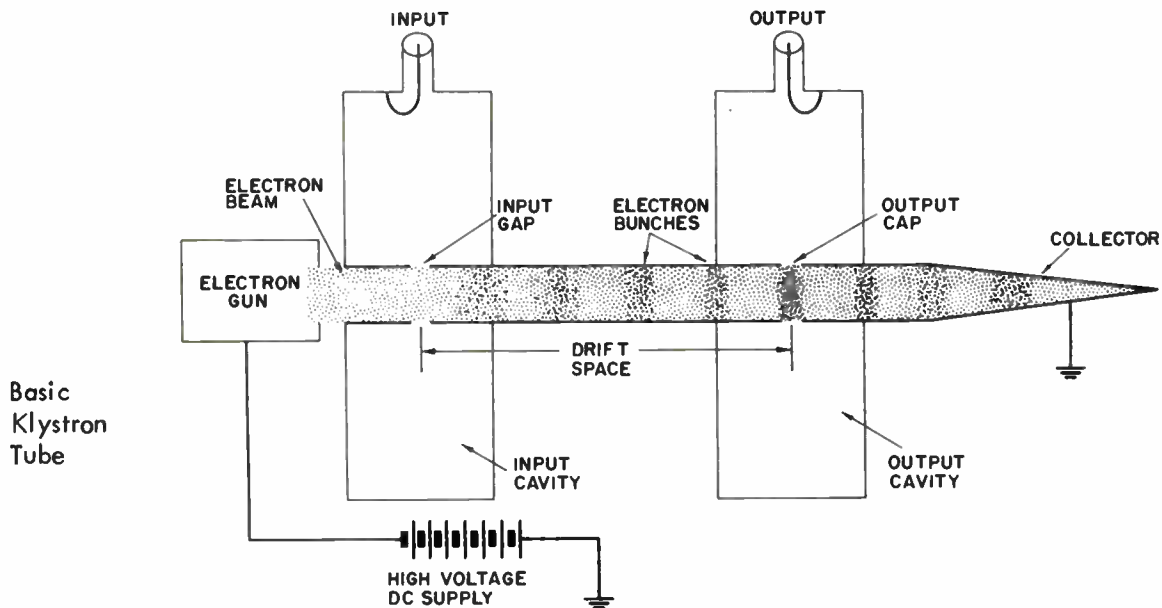 INPUT
OUTPUT
ELECTRON
BEAM
INPUT
GAP
ELECTRON
BUNCHES
OUTPUT
CAP
COLLECTOR
ELECTRON
GUN
DRIFT
SPACE
Basic
Klystron
Tube
INPUT
CAVITY
OUTPUT
CAVITY
HIGH VOLTAGE
DC SUPPLY